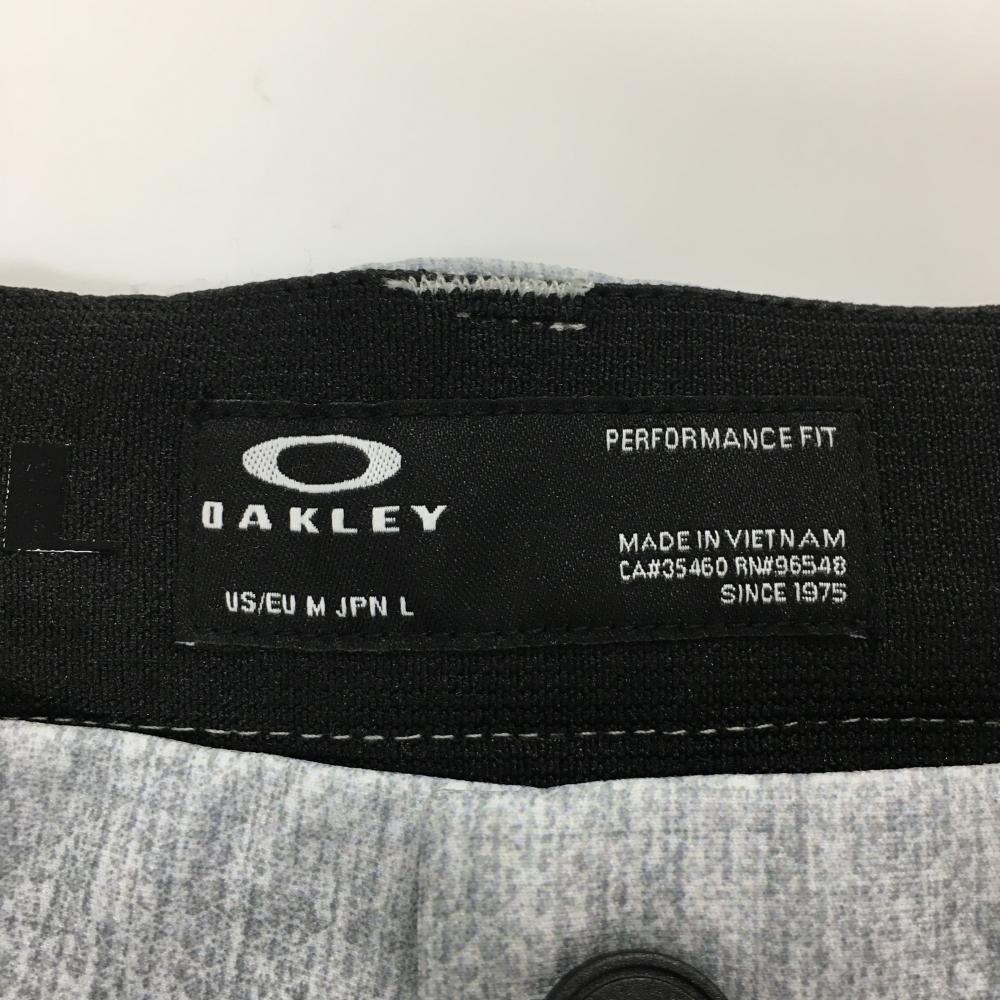 OAKLEY
US/EU M JPN L
PERFORMANCE FIT
MADE IN VIETNAM
CA#35460 RN#96548
SINCE 1975